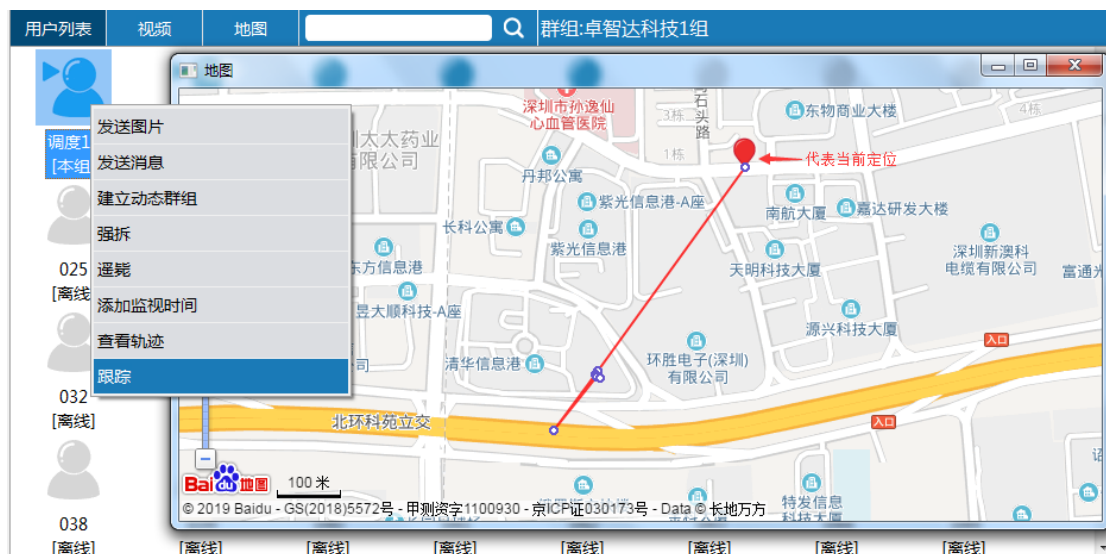 用户列表
视频
地图
群组:卓智达科技1组
地图
调度1
[本组
发送图片
发送消息
建立动态群组
强拆
遥毙
添加监视时间
查看轨迹
跟踪
025
[离线
032
[离线]
038
[离线]
[离线]
[离线]
[离线]
[离线]
[离线]
[离线]
[离线]
深圳市孙逸仙
心血管医院
石头路
3栋
1栋
4栋
东物商业大楼
代表当前定位
太太药业
有限公司
丹邦公寓
紫光信息港-A座
南航大厦
嘉达研发大楼
长科公寓
紫光信息港
东方信息港
天明科技大厦
深圳新澳科
电缆有限公司
富通光
昱大顺科技-A座
源兴科技大厦
入口
清华信息港
环胜电子(深圳)
有限公司
司
北环科苑立交
入口
特发信息
科技大厦
Bai du 地图
100 米
© 2019 Baidu - GS(2018)5572号 - 甲测资字1100930 - 京ICP证030173号 - Data © 长地万方